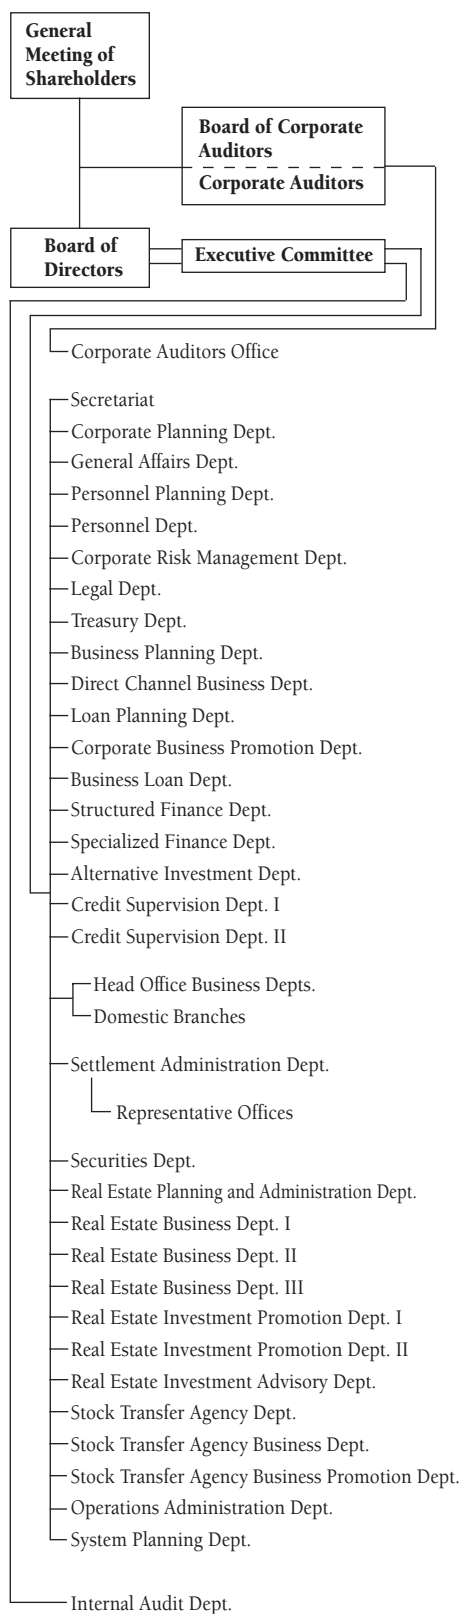 General
Meeting of
Shareholders
Board of Corporate
Auditors
Corporate Auditors
Board of
Directors
Executive Committee
Corporate Auditors Office
Secretariat
Corporate Planning Dept.
General Affairs Dept.
Personnel Planning Dept.
Personnel Dept.
Corporate Risk Management Dept.
Legal Dept.
Treasury Dept.
Business Planning Dept.
Direct Channel Business Dept.
Loan Planning Dept.
Corporate Business Promotion Dept.
Business Loan Dept.
Structured Finance Dept.
Specialized Finance Dept.
Alternative Investment Dept.
Credit Supervision Dept. I
Credit Supervision Dept. II
Head Office Business Depts.
Domestic Branches
Settlement Administration Dept.
Representative Offices
Securities Dept.
Real Estate Planning and Administration Dept.
Real Estate Business Dept. I
Real Estate Business Dept. II
Real Estate Business Dept. III
Real Estate Investment Promotion Dept. I
Real Estate Investment Promotion Dept. II
Real Estate Investment Advisory Dept.
Stock Transfer Agency Dept.
Stock Transfer Agency Business Dept.
Stock Transfer Agency Business Promotion Dept.
Operations Administration Dept.
System Planning Dept.
Internal Audit Dept.